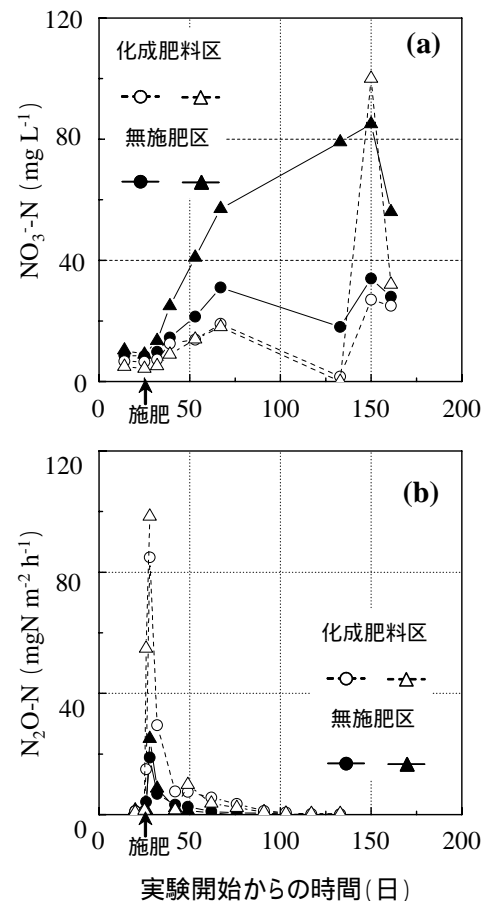 120
(a)
化成肥料区
無施肥区
80
40
0
NO₃⁻-N (mg L⁻¹)
0 50 100 150 200
施肥
120
(b)
化成肥料区
無施肥区
80
40
0
N₂O-N (mgN m⁻² h⁻¹)
0 50 100 150 200
施肥
実験開始からの時間(日)